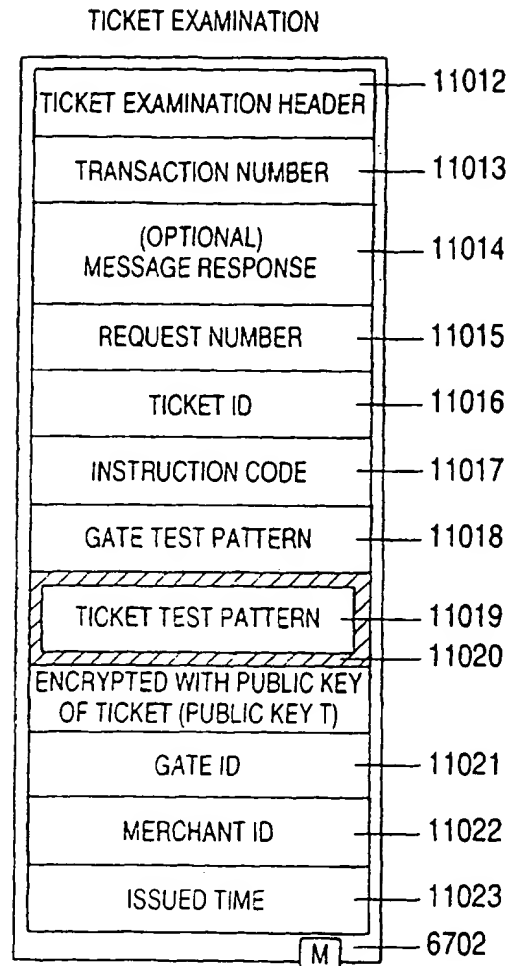 TICKET EXAMINATION
TICKET EXAMINATION HEADER 11012
TRANSACTION NUMBER 11013
(OPTIONAL)
MESSAGE RESPONSE 11014
REQUEST NUMBER 11015
TICKET ID 11016
INSTRUCTION CODE 11017
GATE TEST PATTERN 11018
TICKET TEST PATTERN 11019
11020
ENCRYPTED WITH PUBLIC KEY
OF TICKET (PUBLIC KEY T)
GATE ID 11021
MERCHANT ID 11022
ISSUED TIME 11023
M 6702